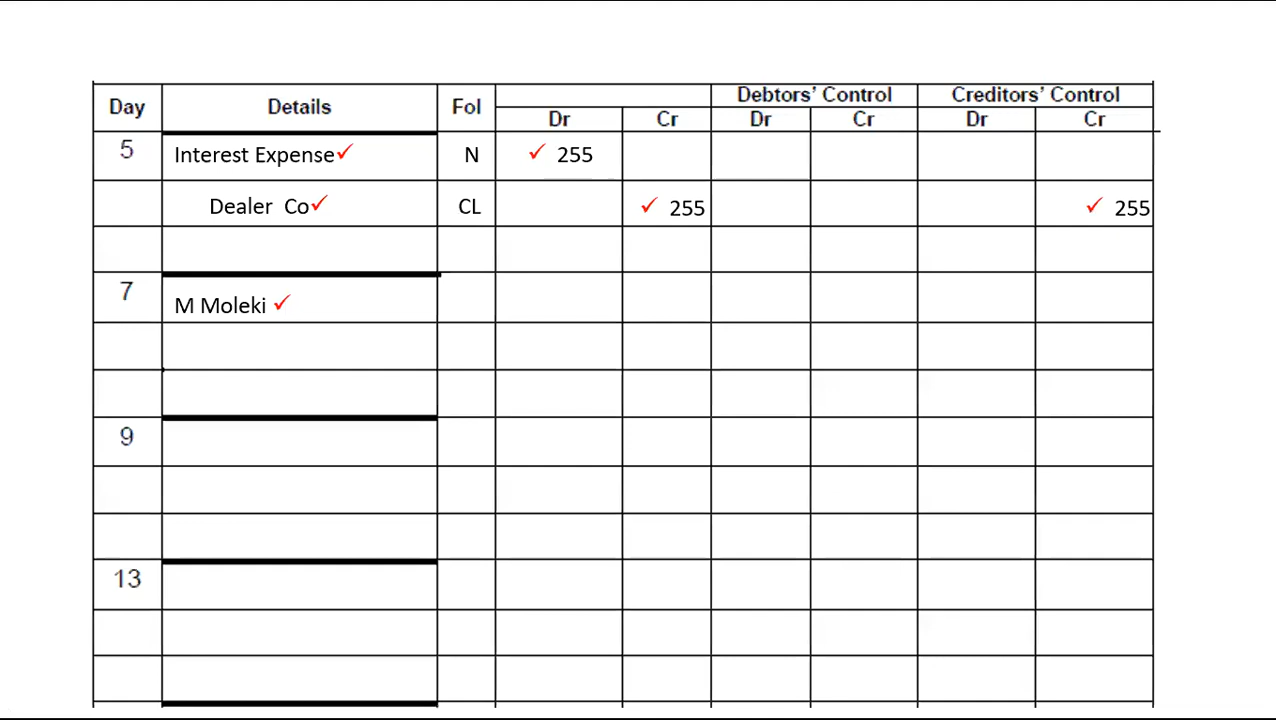 Day Details Fol Debtors' Control Creditors' Control
Dr Cr Dr Cr Dr Cr
5 Interest Expense✓ N ✓ 255
Dealer Co✓ CL ✓ 255 ✓ 255
7 M Moleki ✓
9
13